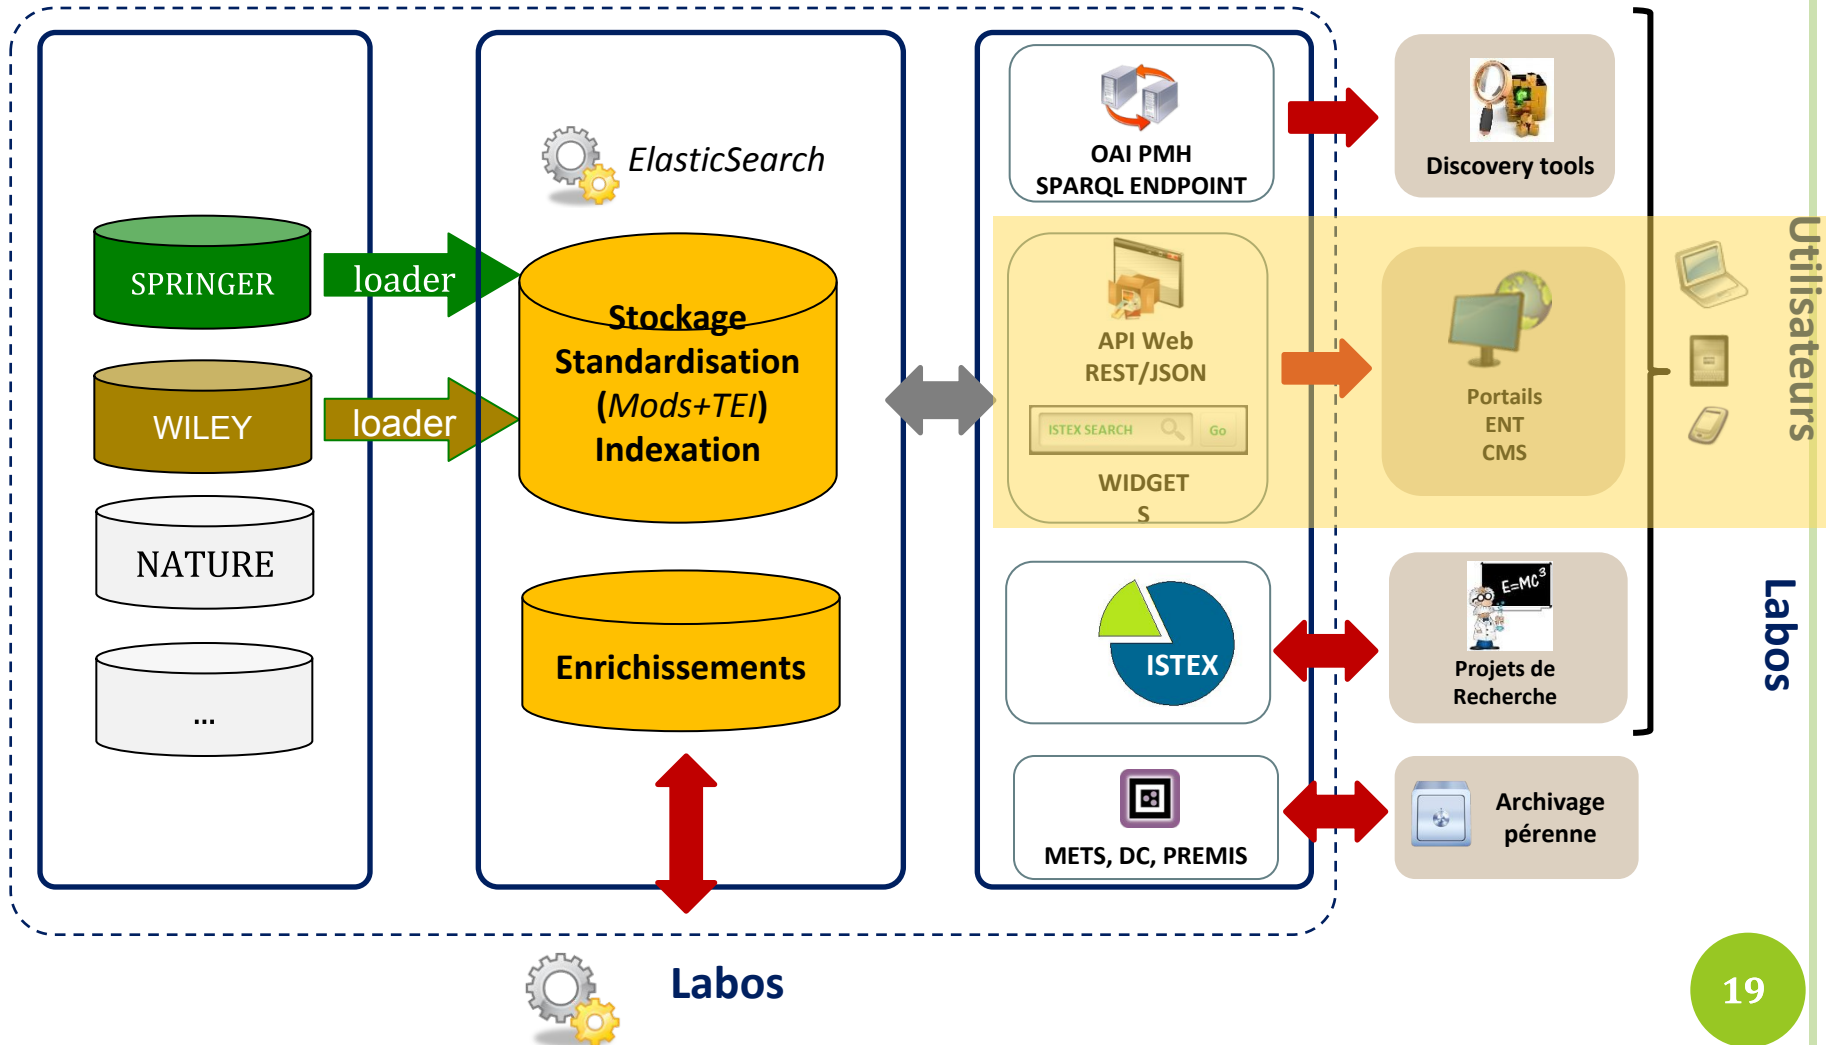 SPRINGER
loader
WILEY
loader
NATURE
...
ElasticSearch
Stockage
Standardisation
(Mods+TEI)
Indexation
Enrichissements
Labos
OAI PMH
SPARQL ENDPOINT
API Web
REST/JSON
ISTEX SEARCH
Go
WIDGET
S
ISTEX
METS, DC, PREMIS
Discovery tools
Portails
ENT
CMS
E=MC³
Projets de
Recherche
Archivage
pérenne
Utilisateurs
Labos
19